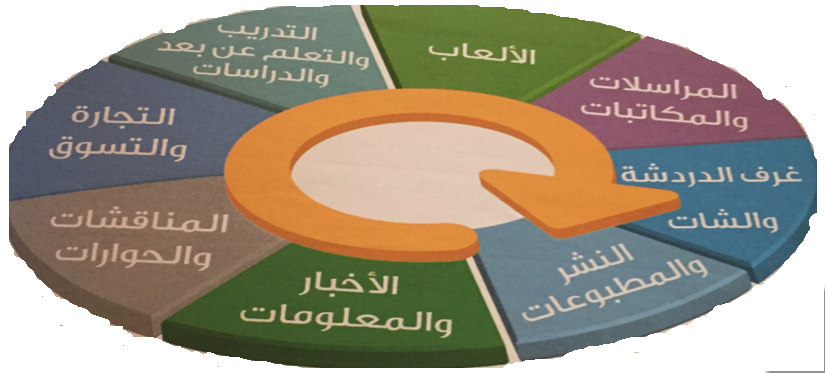 الألعاب
المراسلات
والمكاتبات
غرف الدردشة
والشات
النشر
والمطبوعات
الأخبار
والمعلومات
المناقشات
والحوارات
التجارة
والتسوق
التدريب
والتعلم عن بعد
والدراسات